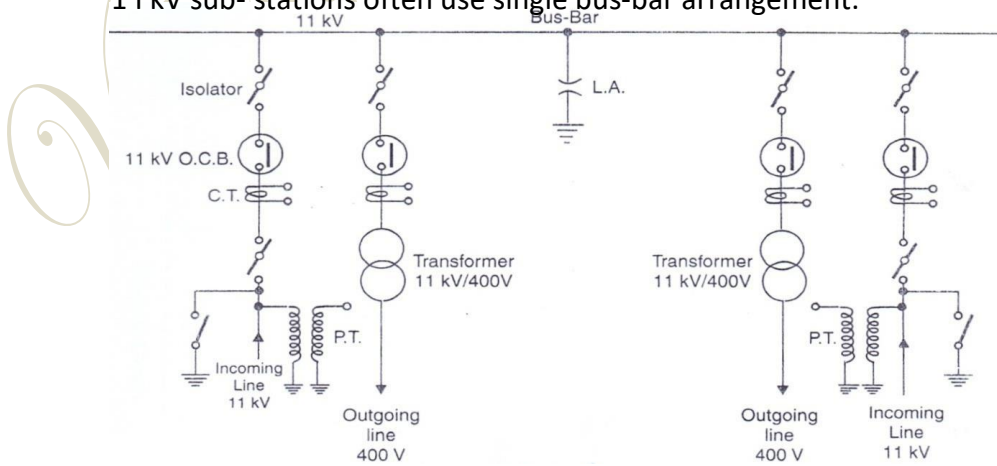 11 kV sub- stations often use single bus-bar arrangement.
11 kV
Bus-Bar
Isolator
L.A.
11 kV O.C.B.
C.T.
Transformer
11 kV/400V
Transformer
11 kV/400V
P.T.
P.T.
Incoming
Line
11 kV
Outgoing
line
400 V
Outgoing
line
400 V
Incoming
Line
11 kV